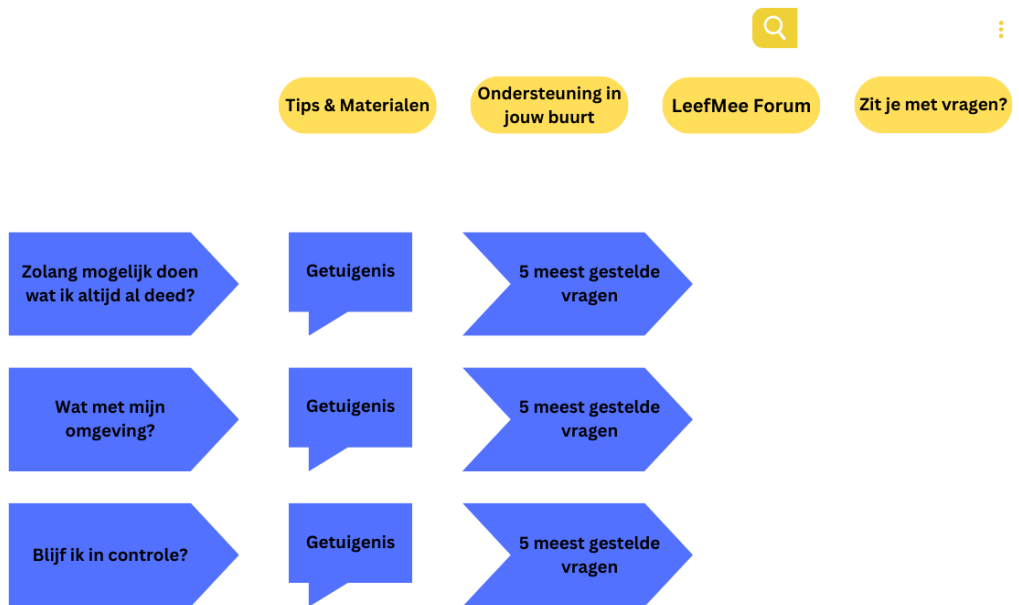 Tips & Materialen
Ondersteuning in
jouw buurt
LeefMee Forum
Zit je met vragen?
Zolang mogelijk doen
wat ik altijd al deed?
Getuigenis
5 meest gestelde
vragen
Wat met mijn
omgeving?
Getuigenis
5 meest gestelde
vragen
Blijf ik in controle?
Getuigenis
5 meest gestelde
vragen